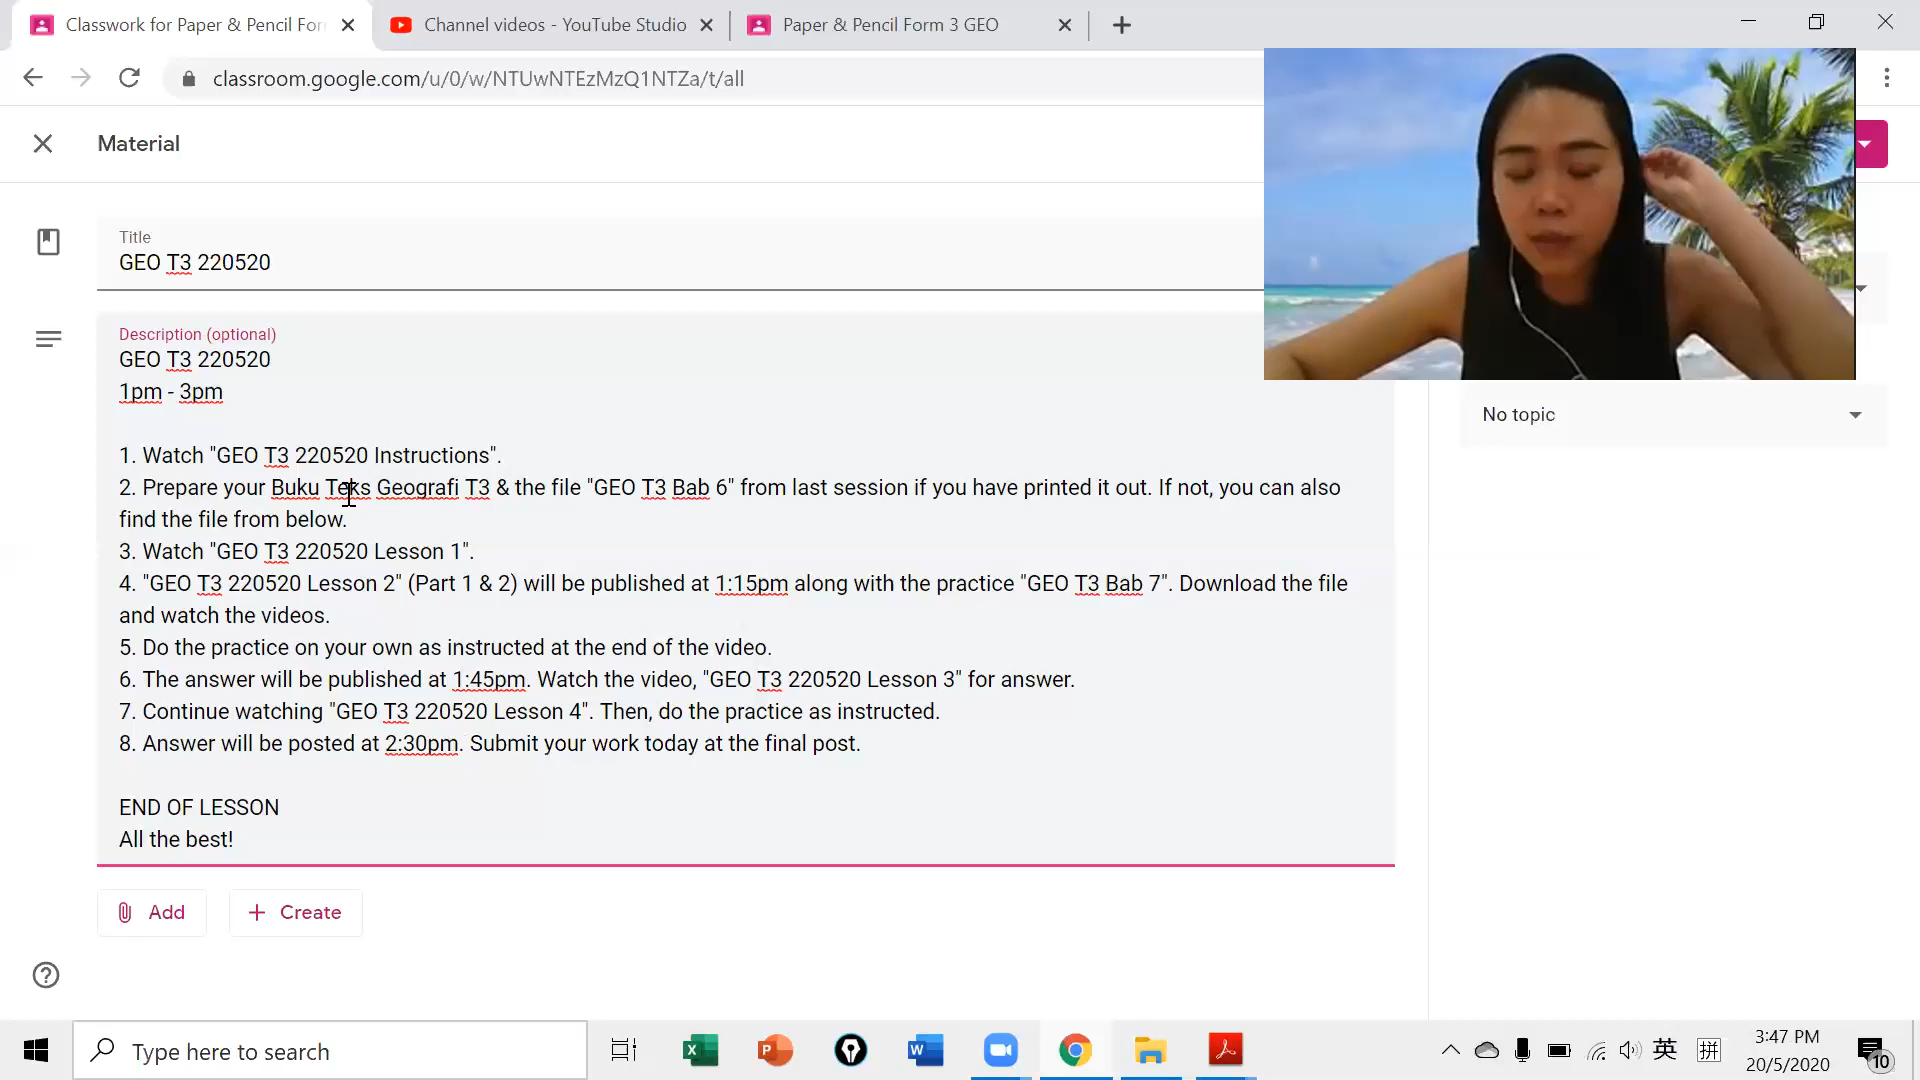 Classwork for Paper & Pencil For
Channel videos - YouTube Studio
Paper & Pencil Form 3 GEO
classroom.google.com/u/0/w/NTUwNTEzMzQ1NTZa/t/all
Material
Title
GEO T3 220520
Description (optional)
GEO T3 220520
1pm - 3pm
1. Watch "GEO T3 220520 Instructions".
2. Prepare your Buku Teks Geografi T3 & the file "GEO T3 Bab 6" from last session if you have printed it out. If not, you can also
find the file from below.
3. Watch "GEO T3 220520 Lesson 1".
4. "GEO T3 220520 Lesson 2" (Part 1 & 2) will be published at 1:15pm along with the practice "GEO T3 Bab 7". Download the file
and watch the videos.
5. Do the practice on your own as instructed at the end of the video.
6. The answer will be published at 1:45pm. Watch the video, "GEO T3 220520 Lesson 3" for answer.
7. Continue watching "GEO T3 220520 Lesson 4". Then, do the practice as instructed.
8. Answer will be posted at 2:30pm. Submit your work today at the final post.
END OF LESSON
All the best!
No topic
Add
Create
Type here to search
英
拼
3:47 PM
20/5/2020
10